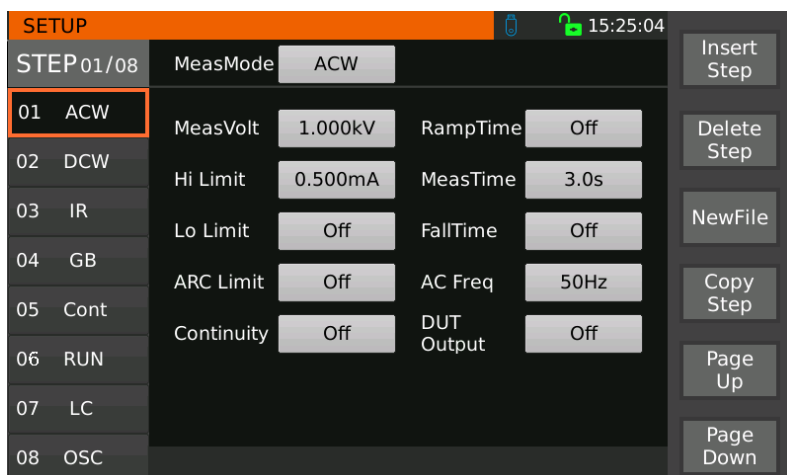 SETUP
15:25:04
STEP 01/08
MeasMode
ACW
01 ACW
02 DCW
03 IR
04 GB
05 Cont
06 RUN
07 LC
08 OSC
MeasVolt
1.000kV
RampTime
Off
Hi Limit
0.500mA
MeasTime
3.0s
Lo Limit
Off
FallTime
Off
ARC Limit
Off
AC Freq
50Hz
Continuity
Off
DUT
Output
Off
Insert
Step
Delete
Step
NewFile
Copy
Step
Page
Up
Page
Down